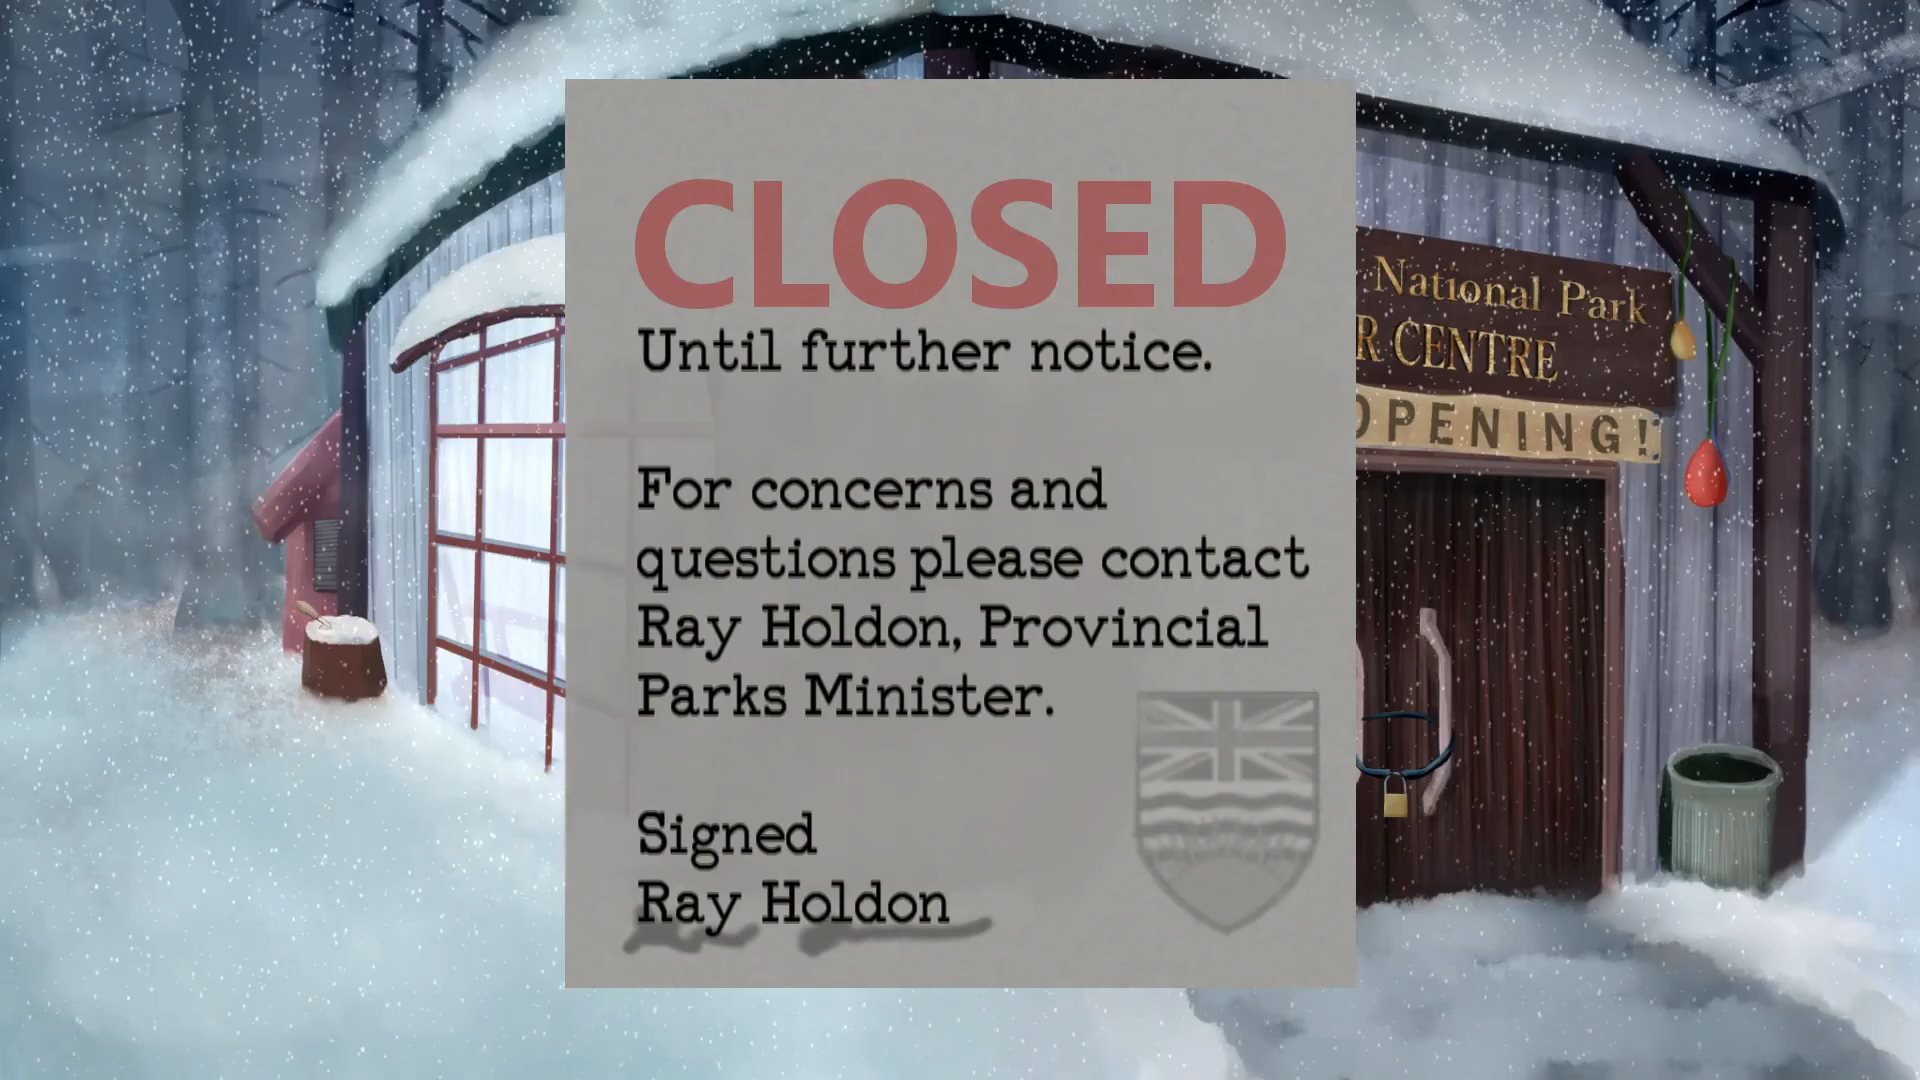 CLOSED
Until further notice.
For concerns and
questions please contact
Ray Holdon, Provincial
Parks Minister.
Signed
Ray Holdon
National Park
CENTRE
OPENING!